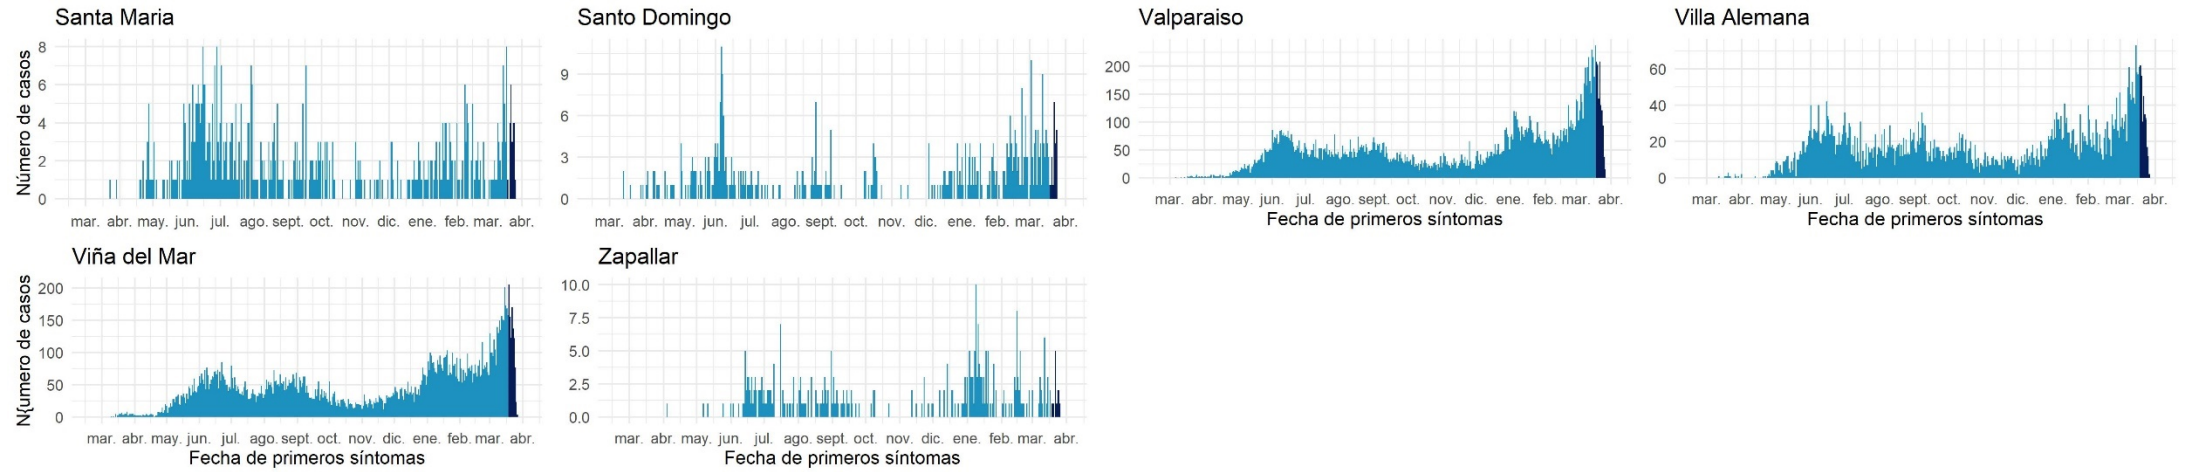 Santa Maria
Número de casos
8
6
4
2
0
mar. abr. may. jun. jul. ago. sept. oct. nov. dic. ene. feb. mar. abr.
Santo Domingo
9
6
3
0
mar. abr. may. jun. jul. ago. sept. oct. nov. dic. ene. feb. mar. abr.
Valparaiso
200
150
100
50
0
mar. abr. may. jun. jul. ago. sept. oct. nov. dic. ene. feb. mar. abr.
Fecha de primeros síntomas
Villa Alemana
60
40
20
0
mar. abr. may. jun. jul. ago. sept. oct. nov. dic. ene. feb. mar. abr.
Fecha de primeros síntomas
Viña del Mar
N{umero de casos
200
150
100
50
0
mar. abr. may. jun. jul. ago. sept. oct. nov. dic. ene. feb. mar. abr.
Fecha de primeros síntomas
Zapallar
10.0
7.5
5.0
2.5
0.0
mar. abr. may. jun. jul. ago. sept. oct. nov. dic. ene. feb. mar. abr.
Fecha de primeros síntomas